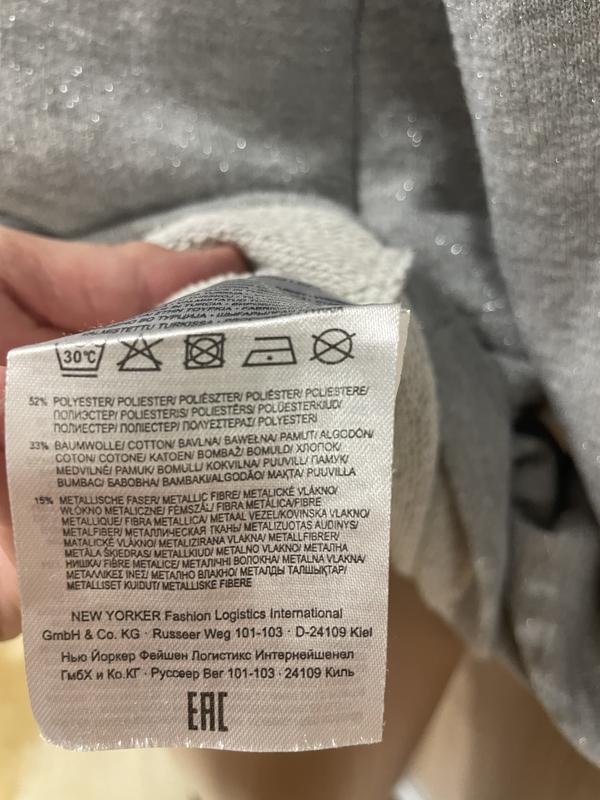 30°C
52% POLYESTER/ POLIESTER/ POLIÉSZTER/ POLIÉSTER/ POLIESTERE/
ПОЛИЭСТЕР/ POLIESTERIS/ POLIESTĒRS/ POLÜESTERKIUD/
ПОЛИЕСТЕР/ ПОЛІЕСТЕР/ ΠΟΛΥΕΣΤΕΡΑΣ/ POLYESTERI
33% BAUMWOLLE/ COTTON/ BAVLNA/ BAWEŁNA/ PAMUT/ ALGODÓN/
COTON/ COTONE/ KATOEN/ BOMBAŽ/ BOMULD/ ХЛОПОК/
MEDVILNĖ/ PAMUK/ BOMULL/ KOKVILNA/ PUUVILL/ ПАМУК/
BUMBAC/ БАВОВНА/ ΒΑΜΒΑΚΙ/ALGODÃO/ МАҚТА/ PUUVILLA
15% METALLISCHE FASER/ METALLIC FIBRE/ METALICKÉ VLÁKNO/
WŁÓKNO METALICZNE/ FÉMSZÁL/ FIBRA METÁLICA/FIBRE
METALLIQUE/ FIBRA METALLICA/ METAAL VEZEL/KOVINSKA VLAKNO/
METALFIBER/ МЕТАЛЛИЧЕСКАЯ ТКАНЬ/ METALIZUOTAS AUDINYS/
MATALICKÉ VLÁKNO/ METALIZIRANA VLAKNA/ METALLFIBRER/
METĀLA ŠĶIEDRAS/ METALLKIUD/ METALNO VLAKNO/ МЕТАЛНА
НИШКА/ FIBRE METALICE/ МЕТАЛІЧНІ ВОЛОКНА/ METALNA VLAKNA/
ΜΕΤΑΛΛΙΚΕΣ ΙΝΕΣ/ МЕТАЛНО ВЛАКНО/ МЕТАЛДЫ ТАЛШЫҚТАР/
METALLISET KUIDUT/ METALLISKE FIBERE
NEW YORKER Fashion Logistics International
GmbH & Co. KG · Russeer Weg 101-103 · D-24109 Kiel
Нью Йоркер Фейшен Логистикс Интернейшенел
ГмбХ и Ко.КГ · Руссеер Вег 101-103 · 24109 Киль
EAC